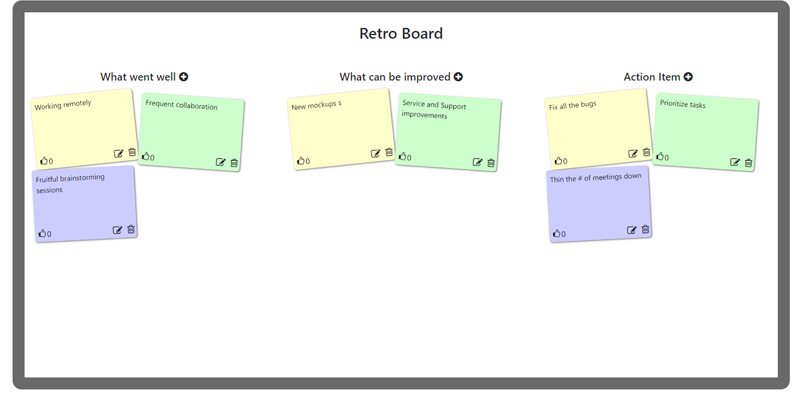 Retro Board
What went well
Working remotely
0
Frequent collaboration
0
Fruitful brainstorming
sessions
0
What can be improved
New mockups s
0
Service and Support
improvements
0
Action Item
Fix all the bugs
0
Prioritize tasks
0
Thin the # of meetings down
0